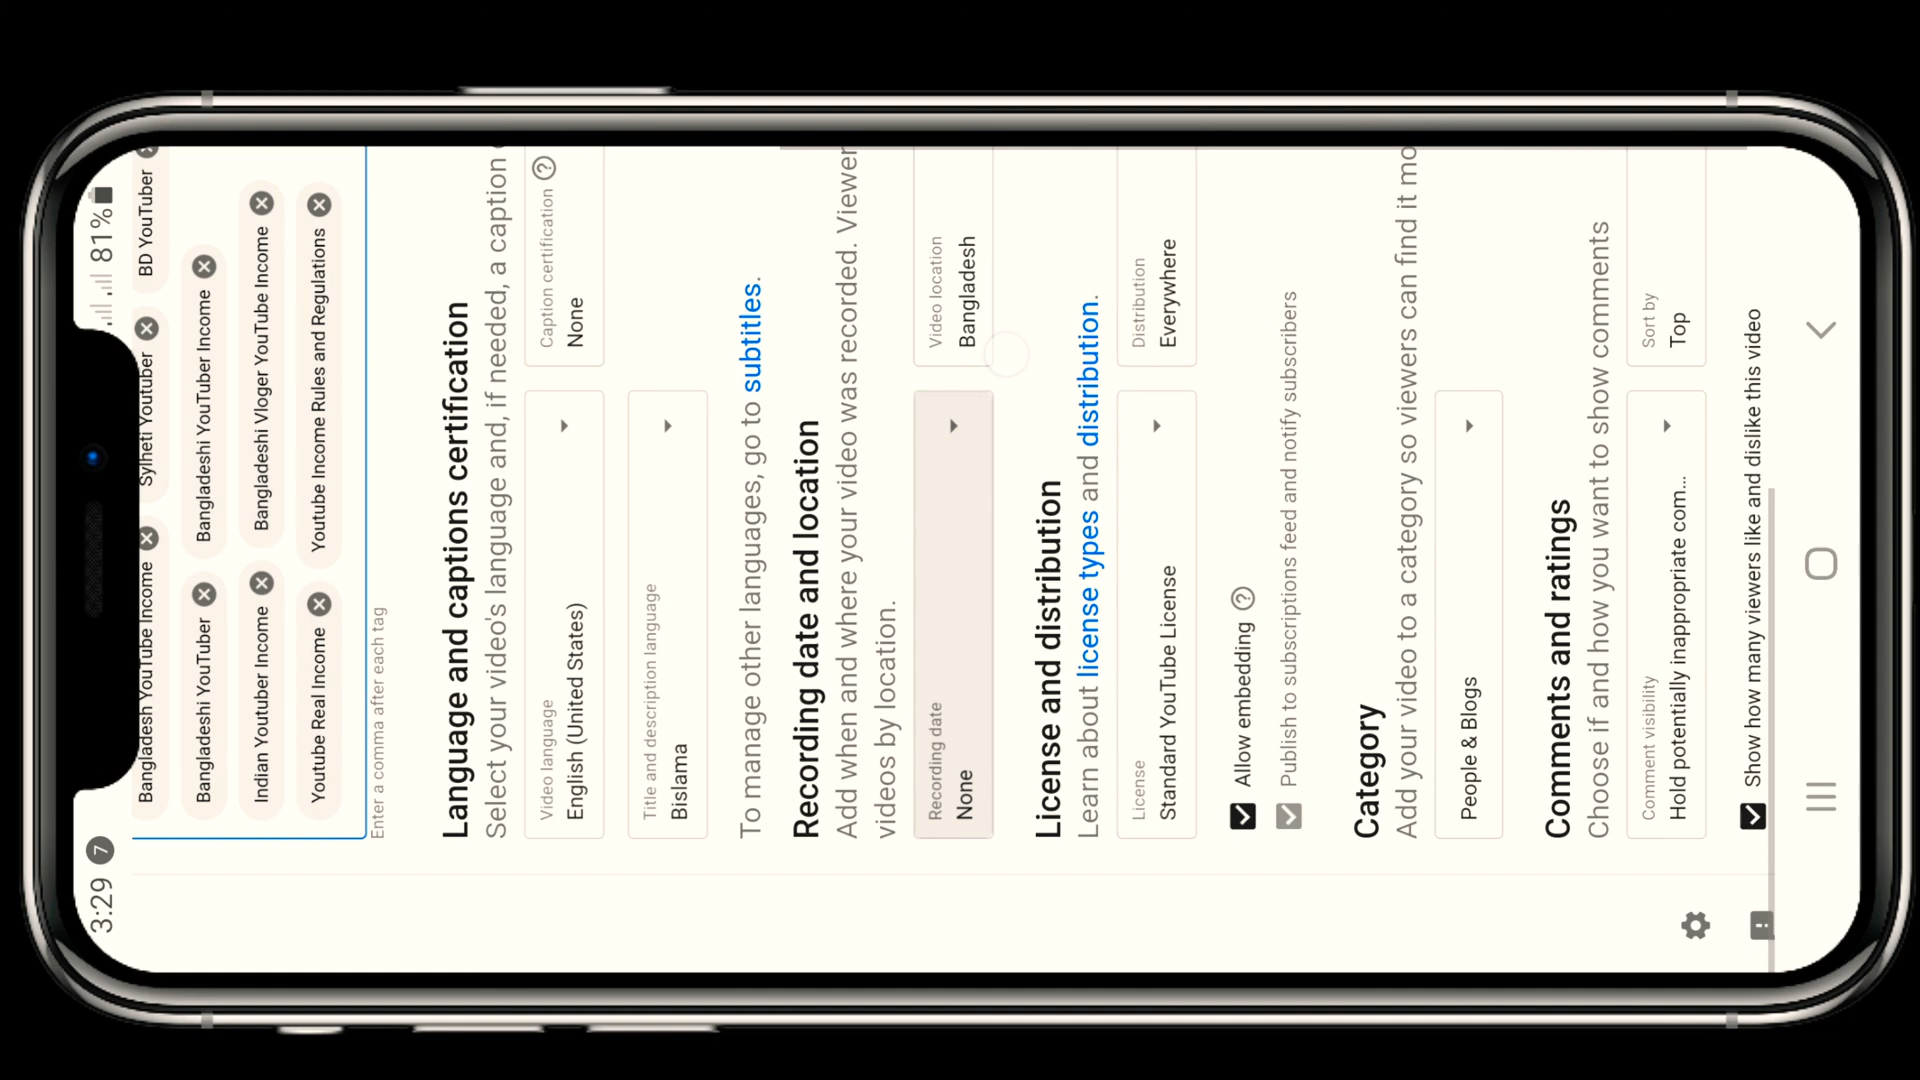 3:29 7 81%
Bangladesh YouTube Income Sylheti Youtuber BD YouTuber
Bangladeshi YouTuber Bangladeshi YouTuber Income
Indian Youtuber Income Bangladeshi Vloger YouTube Income
Youtube Real Income Youtube Income Rules and Regulations
Enter a comma after each tag
Language and captions certification
Select your video's language and, if needed, a caption
Video language Caption certification ?
English (United States) None
Title and description language
Bislama
To manage other languages, go to subtitles.
Recording date and location
Add when and where your video was recorded. Viewer
videos by location.
Recording date Video location
None Bangladesh
License and distribution
Learn about license types and distribution.
License Distribution
Standard YouTube License Everywhere
Allow embedding ?
Publish to subscriptions feed and notify subscribers
Category
Add your video to a category so viewers can find it mo
People & Blogs
Comments and ratings
Choose if and how you want to show comments
Comment visibility Sort by
Hold potentially inappropriate com... Top
Show how many viewers like and dislike this video